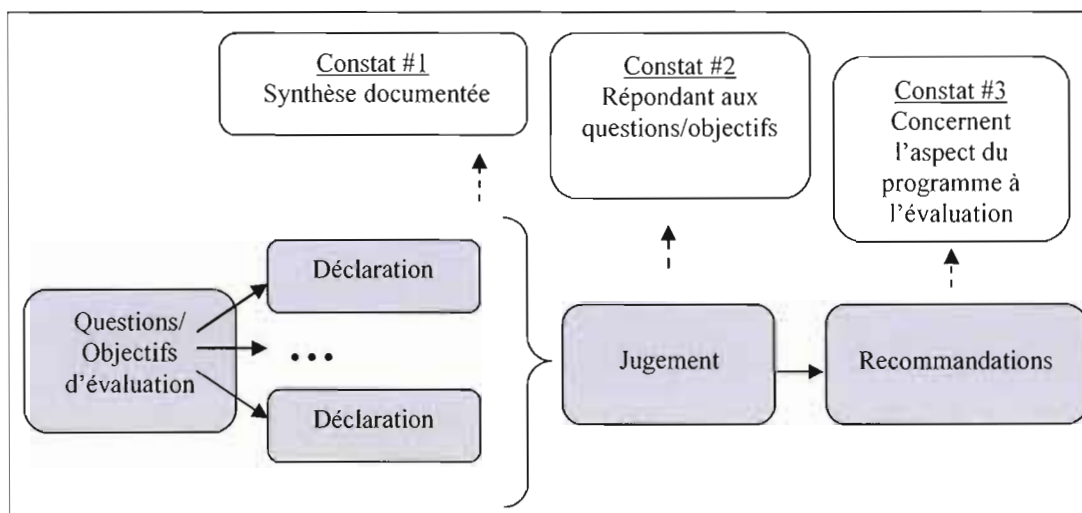 Constat #1
Synthèse documentée
Constat #2
Répondant aux
questions/objectifs
Constat #3
Concernent
l'aspect du
programme à
l'évaluation
Questions/
Objectifs
d'évaluation
Déclaration
• • •
Déclaration
Jugement
Recommandations